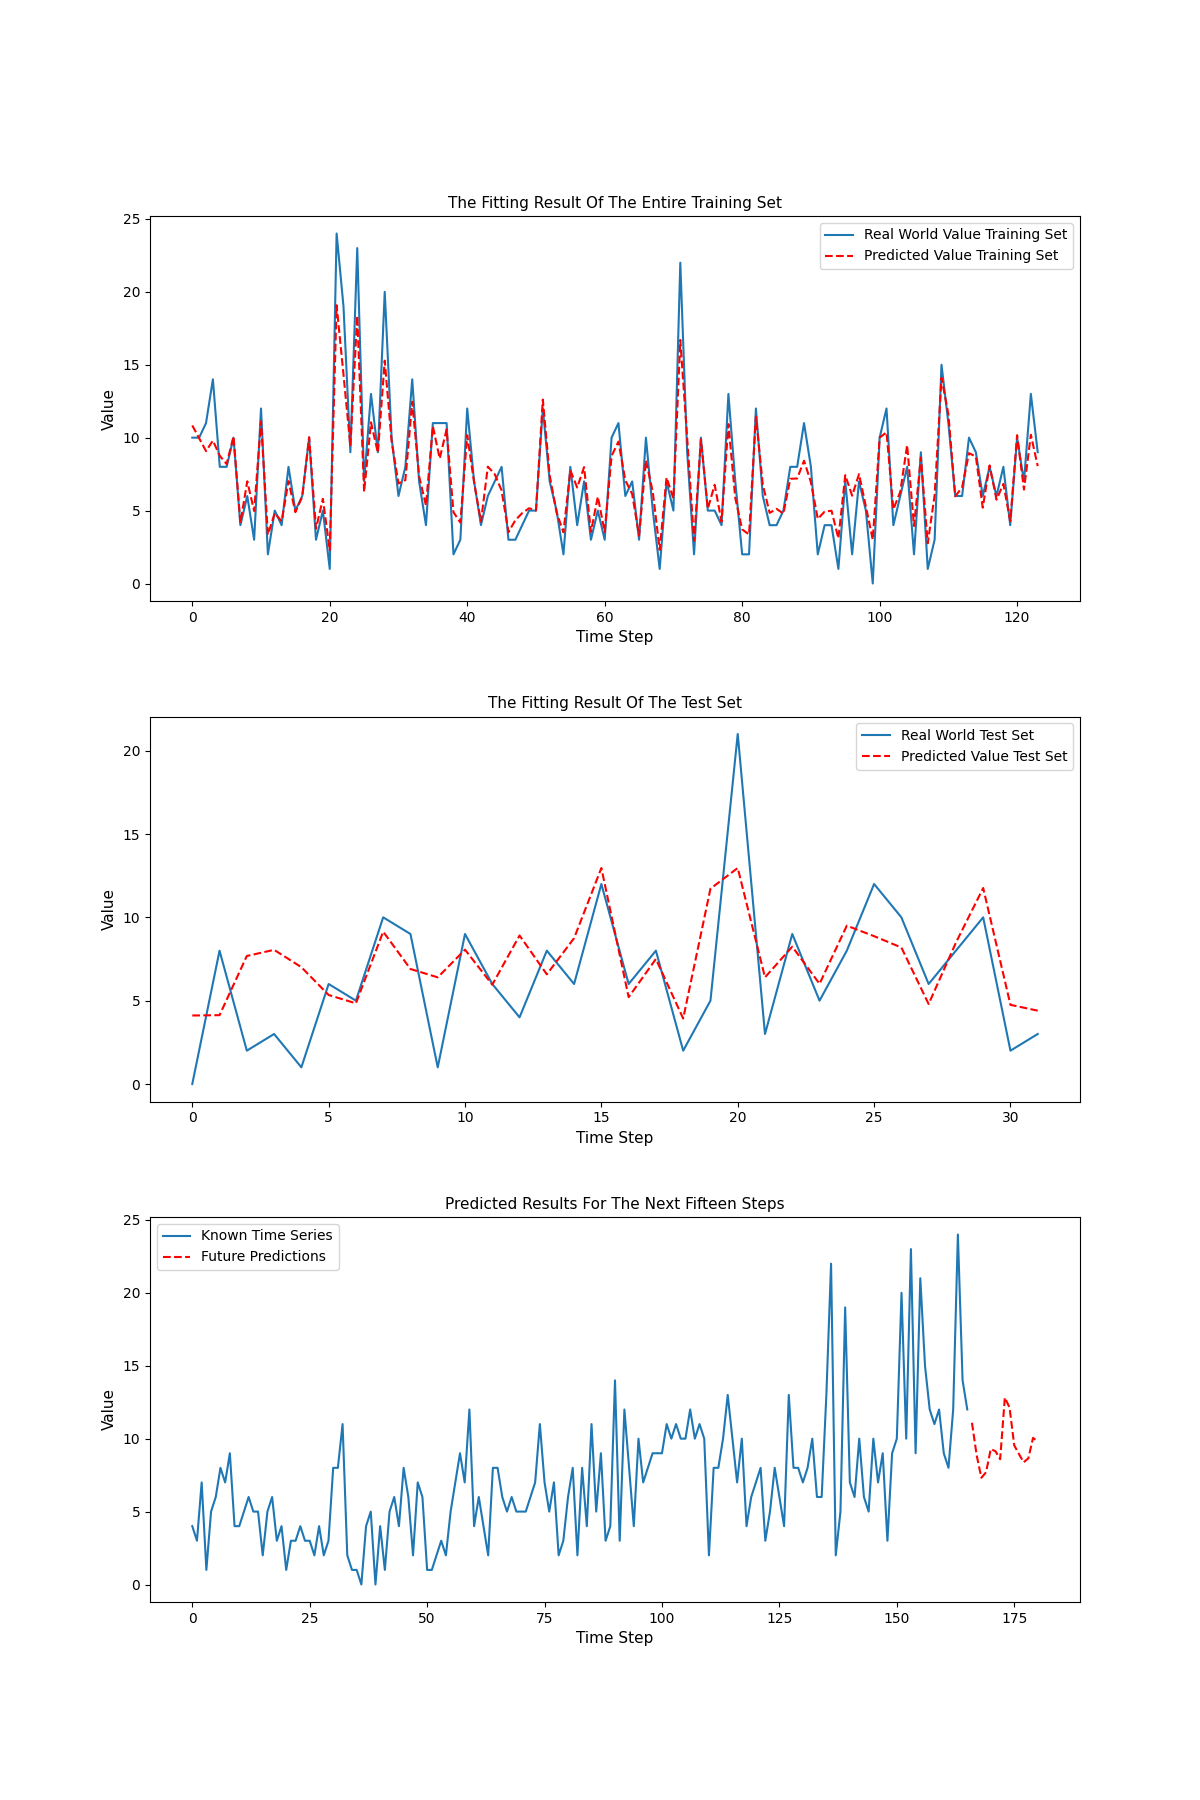 The Fitting Result Of The Entire Training Set
25
20
15
10
5
0
Value
Real World Value Training Set
Predicted Value Training Set
0 20 40 60 80 100 120
Time Step
The Fitting Result Of The Test Set
20
15
10
5
0
Value
Real World Test Set
Predicted Value Test Set
0 5 10 15 20 25 30
Time Step
Predicted Results For The Next Fifteen Steps
25
20
15
10
5
0
Value
Known Time Series
Future Predictions
0 25 50 75 100 125 150 175
Time Step